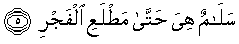 سَلَـٰمٌ هِىَ حَتَّىٰ مَطْلَعِ ٱلْفَجْرِ ۝٥